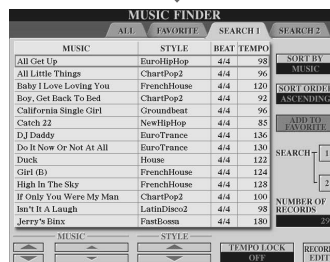 MUSIC FINDER
ALL FAVORITE SEARCH 1 SEARCH 2
MUSIC STYLE BEAT TEMPO
All Get Up EuroHipHop 4/4 98
All Little Things ChartPop2 4/4 96
Baby I Love Loving You FrenchHouse 4/4 120
Boy, Get Back To Bed ChartPop2 4/4 92
California Single Girl Groundbeat 4/4 96
Catch 22 NewHipHop 4/4 85
DJ Daddy EuroTrance 4/4 136
Do It Now Or Not At All EuroTrance 4/4 130
Duck House 4/4 122
Girl (B) FrenchHouse 4/4 124
High In The Sky FrenchHouse 4/4 128
If Only You Were My Man ChartPop2 4/4 100
Isn't It A Laugh LatinDisco2 4/4 98
Jerry's Binx FastBossa 4/4 180
SORT BY
MUSIC
SORT ORDER
ASCENDING
ADD TO
FAVORITE
SEARCH 1
2
NUMBER OF
RECORDS
29
MUSIC STYLE
TEMPO LOCK
OFF
RECORD
EDIT